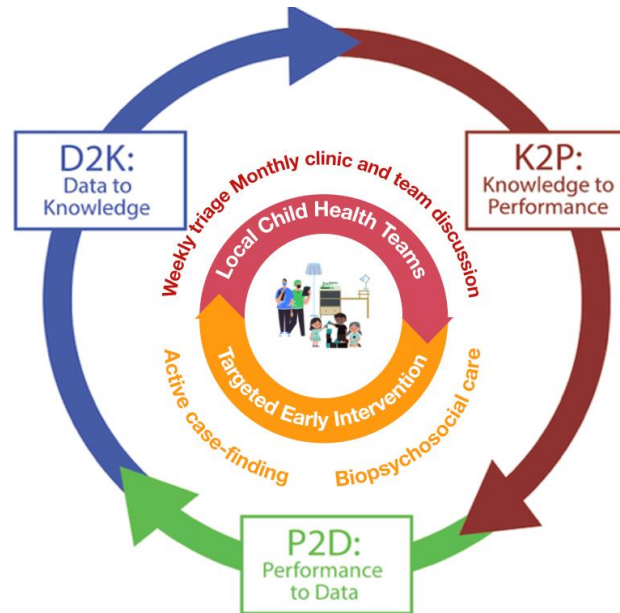 D2K:
Data to
Knowledge
K2P:
Knowledge to
Performance
Weekly triage Monthly clinic and team discussion
Local Child Health Teams
Targeted Early Intervention
Active case-finding
Biopsychosocial care
P2D:
Performance
to Data